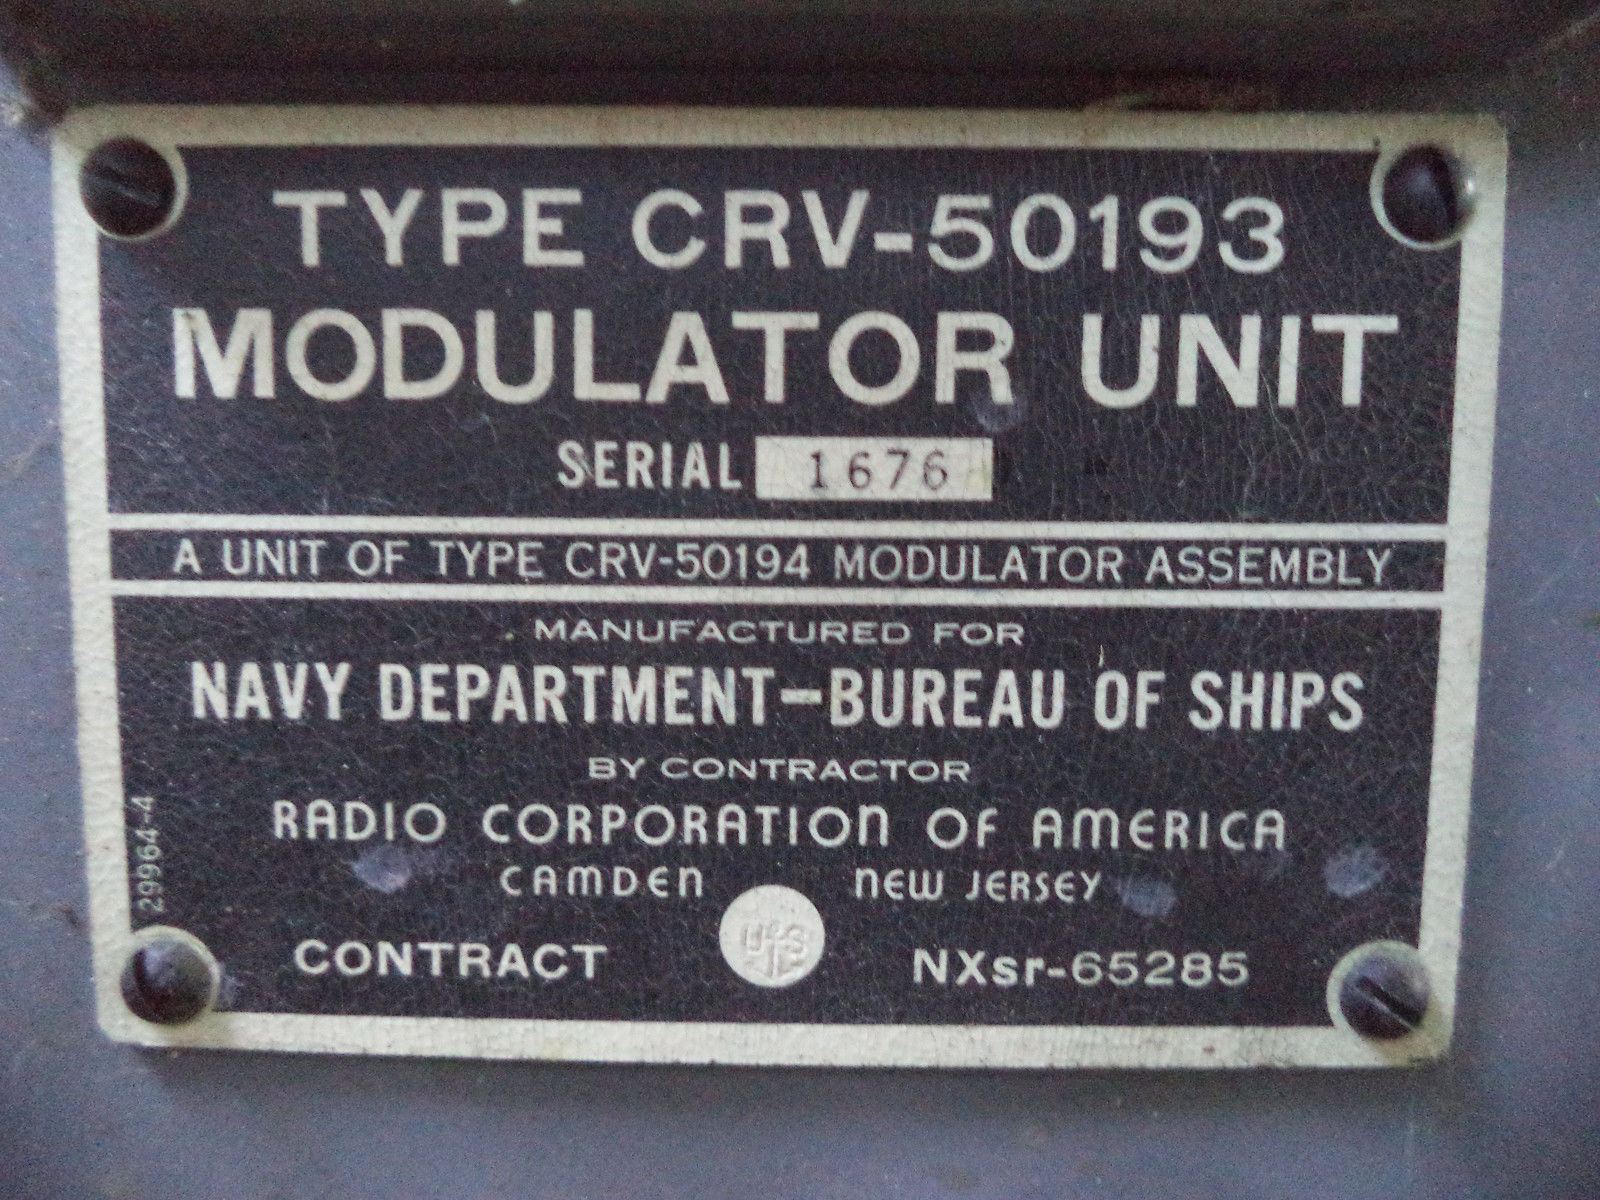 TYPE CRV-50193
MODULATOR UNIT
SERIAL 1676
A UNIT OF TYPE CRV-50194 MODULATOR ASSEMBLY
MANUFACTURED FOR
NAVY DEPARTMENT—BUREAU OF SHIPS
BY CONTRACTOR
RADIO CORPORATION OF AMERICA
CAMDEN NEW JERSEY
CONTRACT NXsr-65285
29964-4